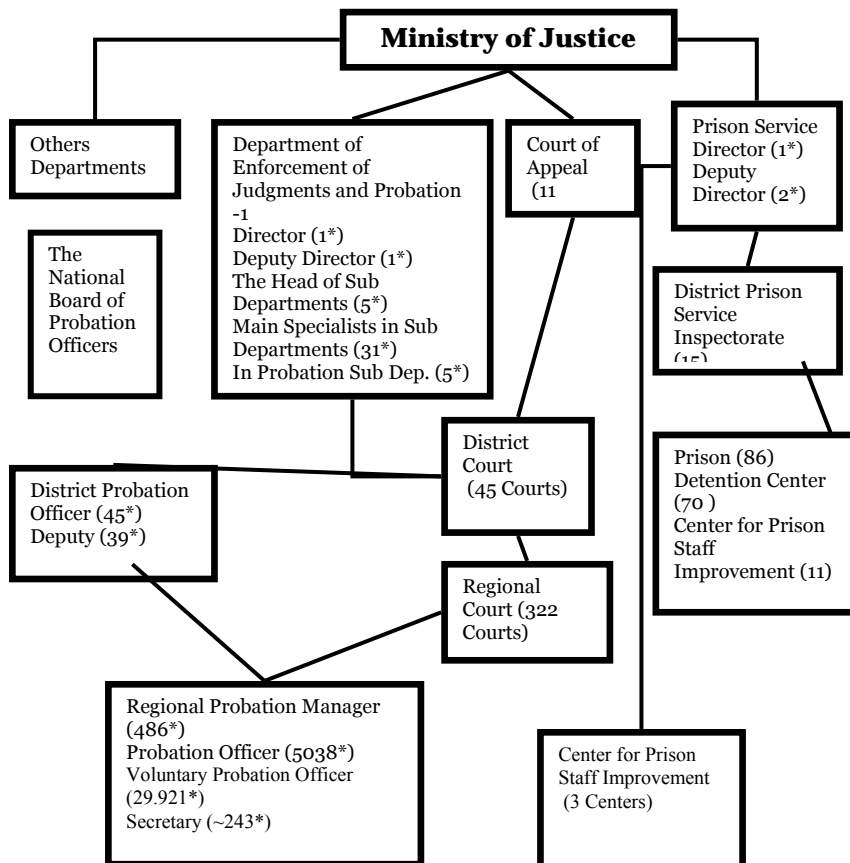 Ministry of Justice
Others
Departments
Department of
Enforcement of
Judgments and Probation
-1
Director (1*)
Deputy Director (1*)
The Head of Sub
Departments (5*)
Main Specialists in Sub
Departments (31*)
In Probation Sub Dep. (5*)
Court of
Appeal
(11
Prison Service
Director (1*)
Deputy
Director (2*)
The
National
Board of
Probation
Officers
District Prison
Service
Inspectorate
(15)
District
Court
(45 Courts)
Prison (86)
Detention Center
(70 )
Center for Prison
Staff
Improvement (11)
District Probation
Officer (45*)
Deputy (39*)
Regional
Court (322
Courts)
Regional Probation Manager
(486*)
Probation Officer (5038*)
Voluntary Probation Officer
(29.921*)
Secretary (~243*)
Center for Prison
Staff Improvement
(3 Centers)